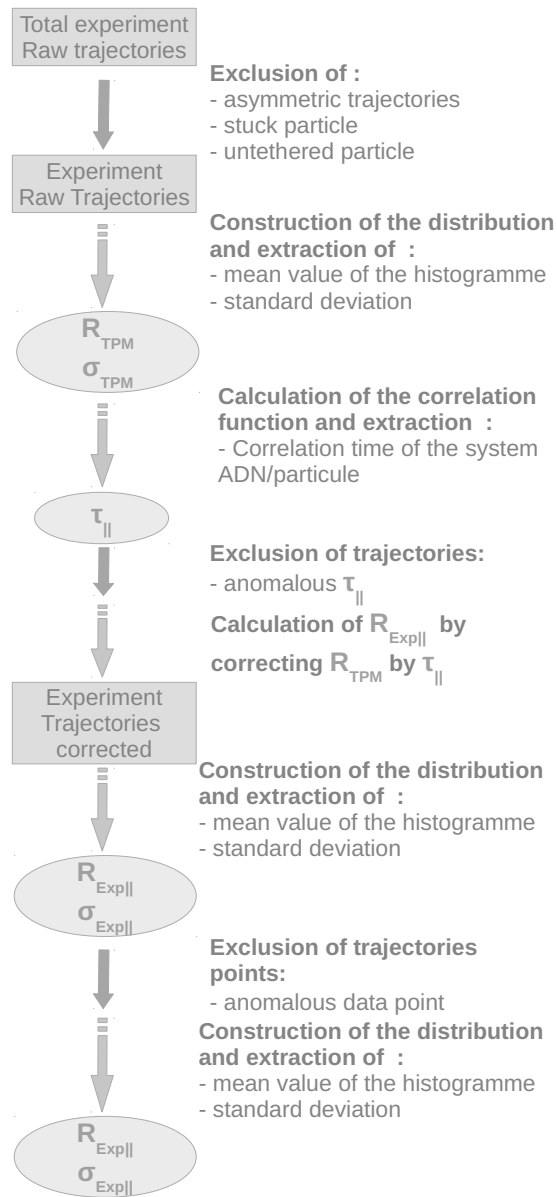 Total experiment
Raw trajectories
Exclusion of :
- asymmetric trajectories
- stuck particle
- untethered particle
Experiment
Raw Trajectories
Construction of the distribution
and extraction of :
- mean value of the histogramme
- standard deviation
R TPM
σ TPM
Calculation of the correlation
function and extraction :
- Correlation time of the system
ADN/particule
τ ||
Exclusion of trajectories:
- anomalous τ ||
Calculation of R Exp|| by
correcting R TPM by τ ||
Experiment
Trajectories
corrected
Construction of the distribution
and extraction of :
- mean value of the histogramme
- standard deviation
R Exp||
σ Exp||
Exclusion of trajectories
points:
- anomalous data point
Construction of the distribution
and extraction of :
- mean value of the histogramme
- standard deviation
R Exp||
σ Exp||